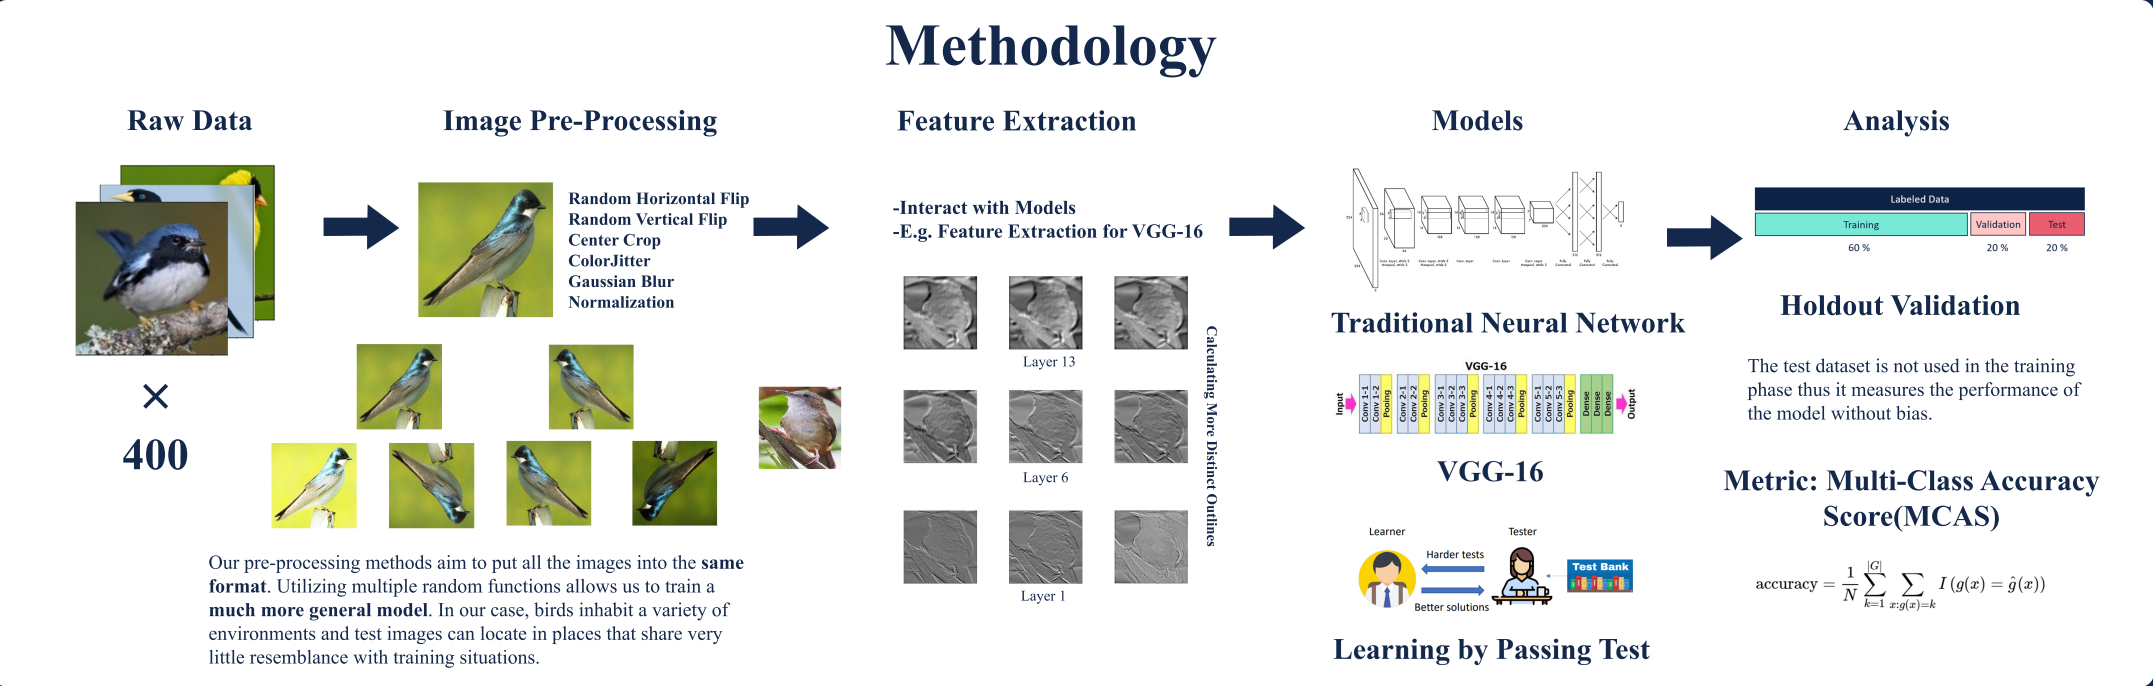 Methodology
Raw Data
×
400
Image Pre-Processing
Random Horizontal Flip
Random Vertical Flip
Center Crop
ColorJitter
Gaussian Blur
Normalization
Our pre-processing methods aim to put all the images into the same
format. Utilizing multiple random functions allows us to train a
much more general model. In our case, birds inhabit a variety of
environments and test images can locate in places that share very
little resemblance with training situations.
Feature Extraction
-Interact with Models
-E.g. Feature Extraction for VGG-16
Layer 13
Layer 6
Layer 1
Calculating More Distinct Outlines
Models
Traditional Neural Network
VGG-16
Input
Conv 1-1
Conv 1-2
Pooing
Conv 2-1
Conv 2-2
Pooing
Conv 3-1
Conv 3-2
Conv 3-3
Pooing
Conv 4-1
Conv 4-2
Conv 4-3
Pooing
Conv 5-1
Conv 5-2
Conv 5-3
Pooing
Dense
Dense
Dense
Output
VGG-16
Learner
Tester
Harder tests
Better solutions
Test Bank
Learning by Passing Test
Analysis
Labeled Data
Training
Validation
Test
60 %
20 %
20 %
Holdout Validation
The test dataset is not used in the training
phase thus it measures the performance of
the model without bias.
Metric: Multi-Class Accuracy
Score(MCAS)
accuracy = 1/N ∑_{k=1}^{|G|} ∑_{x:g(x)=k} I (g(x) = ĝ(x))